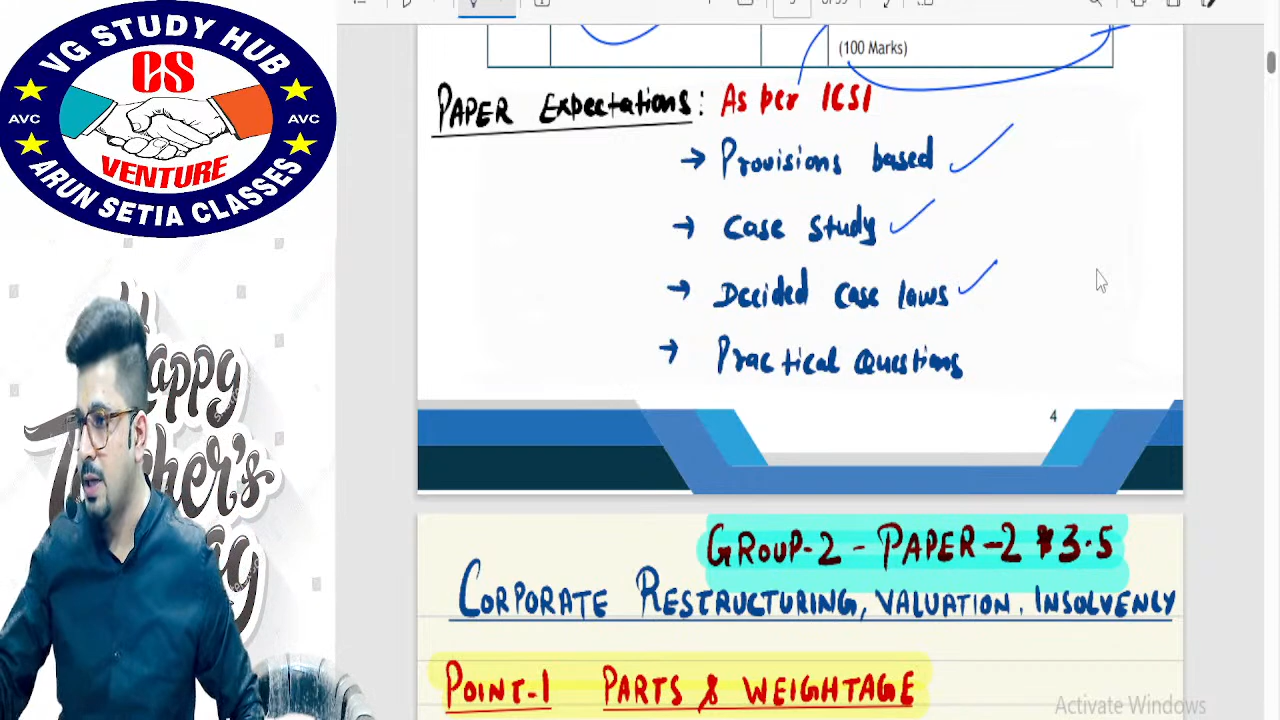 VG STUDY HUB
CS
AVC
AVC
VENTURE
ARUN SETIA CLASSES
Happy
Teacher's
(100 Marks)
PAPER Expectations: As per ICSI
→ Provisions based
→ Case study
→ Decided case laws
→ Practical Questions
4
GROUP-2 - PAPER-2 * 3.5
CORPORATE RESTRUCTURING, VALUATION, INSOLVENCY
POINT-1 PARTS & WEIGHTAGE
Activate Windows